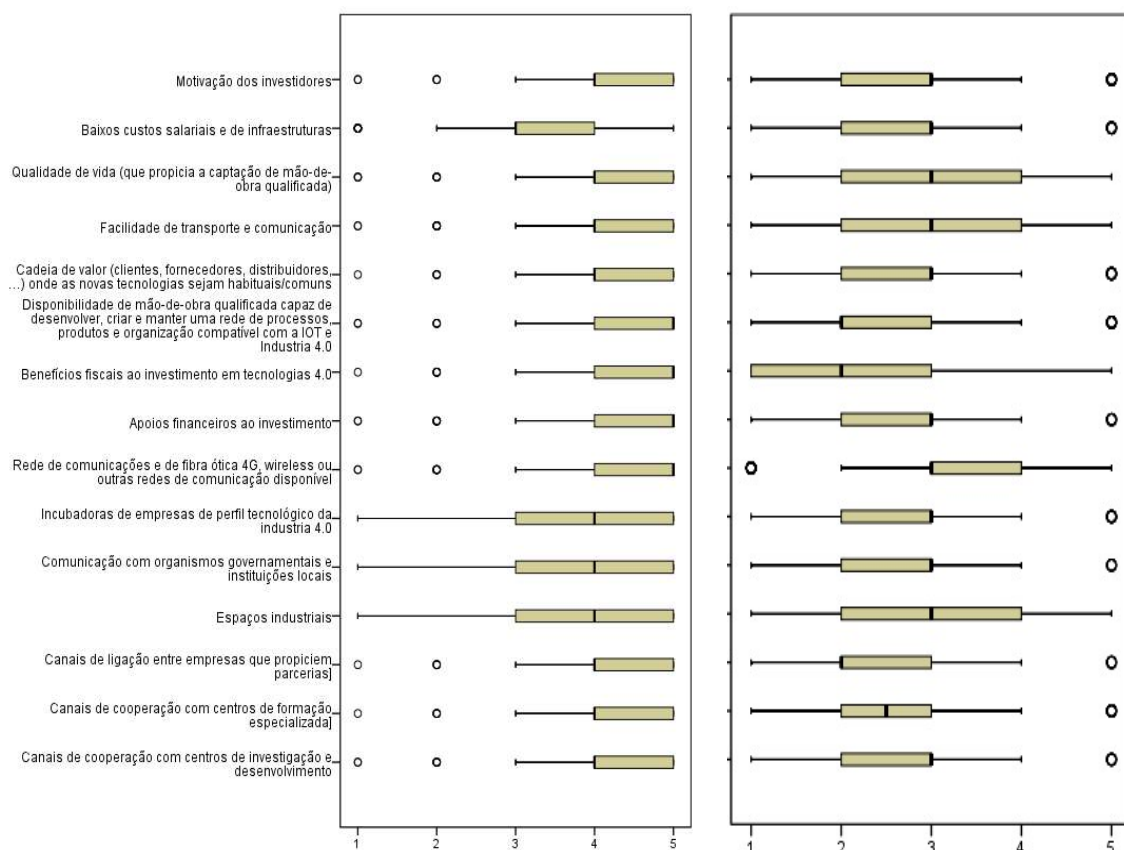 Motivação dos investidores
Baixos custos salariais e de infraestruturas
Qualidade de vida (que propicia a captação de mão-de-
obra qualificada)
Facilidade de transporte e comunicação
Cadeia de valor (clientes, fornecedores, distribuidores,
…) onde as novas tecnologias sejam habituais/comuns
Disponibilidade de mão-de-obra qualificada capaz de
desenvolver, criar e manter uma rede de processos,
produtos e organização compatível com a IOT e
Industria 4.0
Benefícios fiscais ao investimento em tecnologias 4.0
Apoios financeiros ao investimento
Rede de comunicações e de fibra ótica 4G, wireless ou
outras redes de comunicação disponível
Incubadoras de empresas de perfil tecnológico da
industria 4.0
Comunicação com organismos governamentais e
instituições locais
Espaços industriais
Canais de ligação entre empresas que propiciem
parcerias]
Canais de cooperação com centros de formação
especializada]
Canais de cooperação com centros de investigação e
desenvolvimento
1 2 3 4 5
1 2 3 4 5